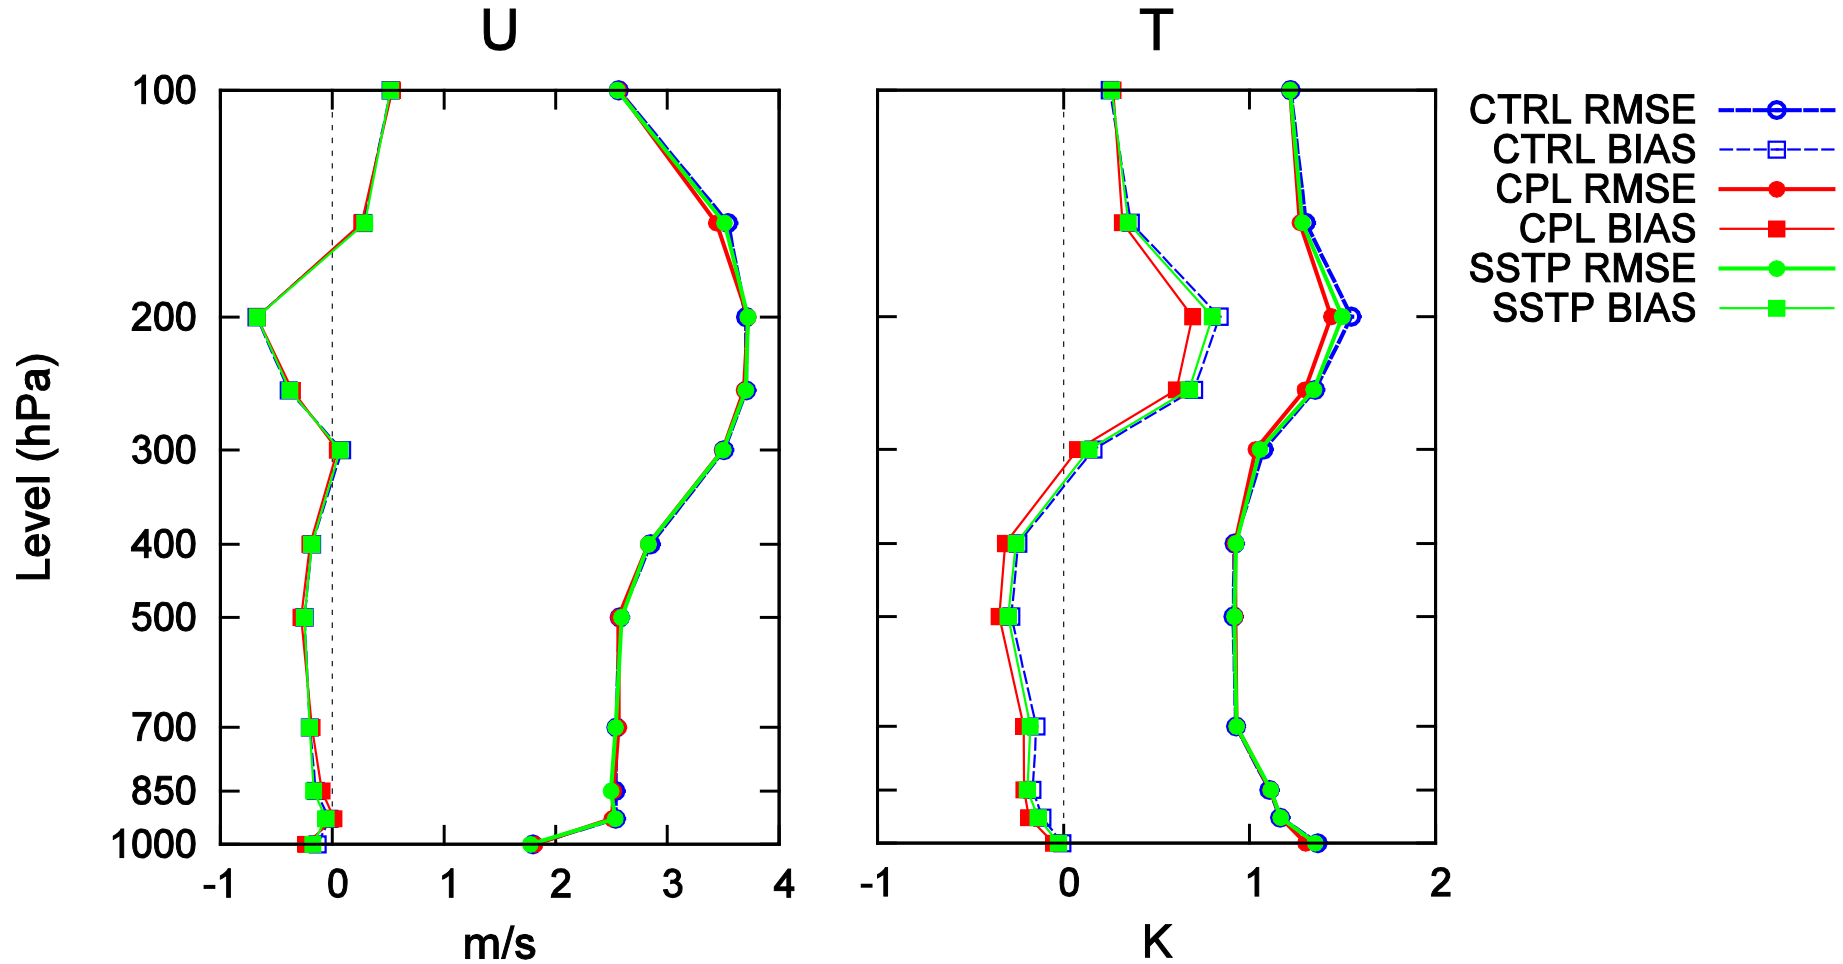 U
T
100
200
300
400
500
700
850
1000
Level (hPa)
-1 0 1 2 3 4
m/s
-1 0 1 2
K
CTRL RMSE
CTRL BIAS
CPL RMSE
CPL BIAS
SSTP RMSE
SSTP BIAS